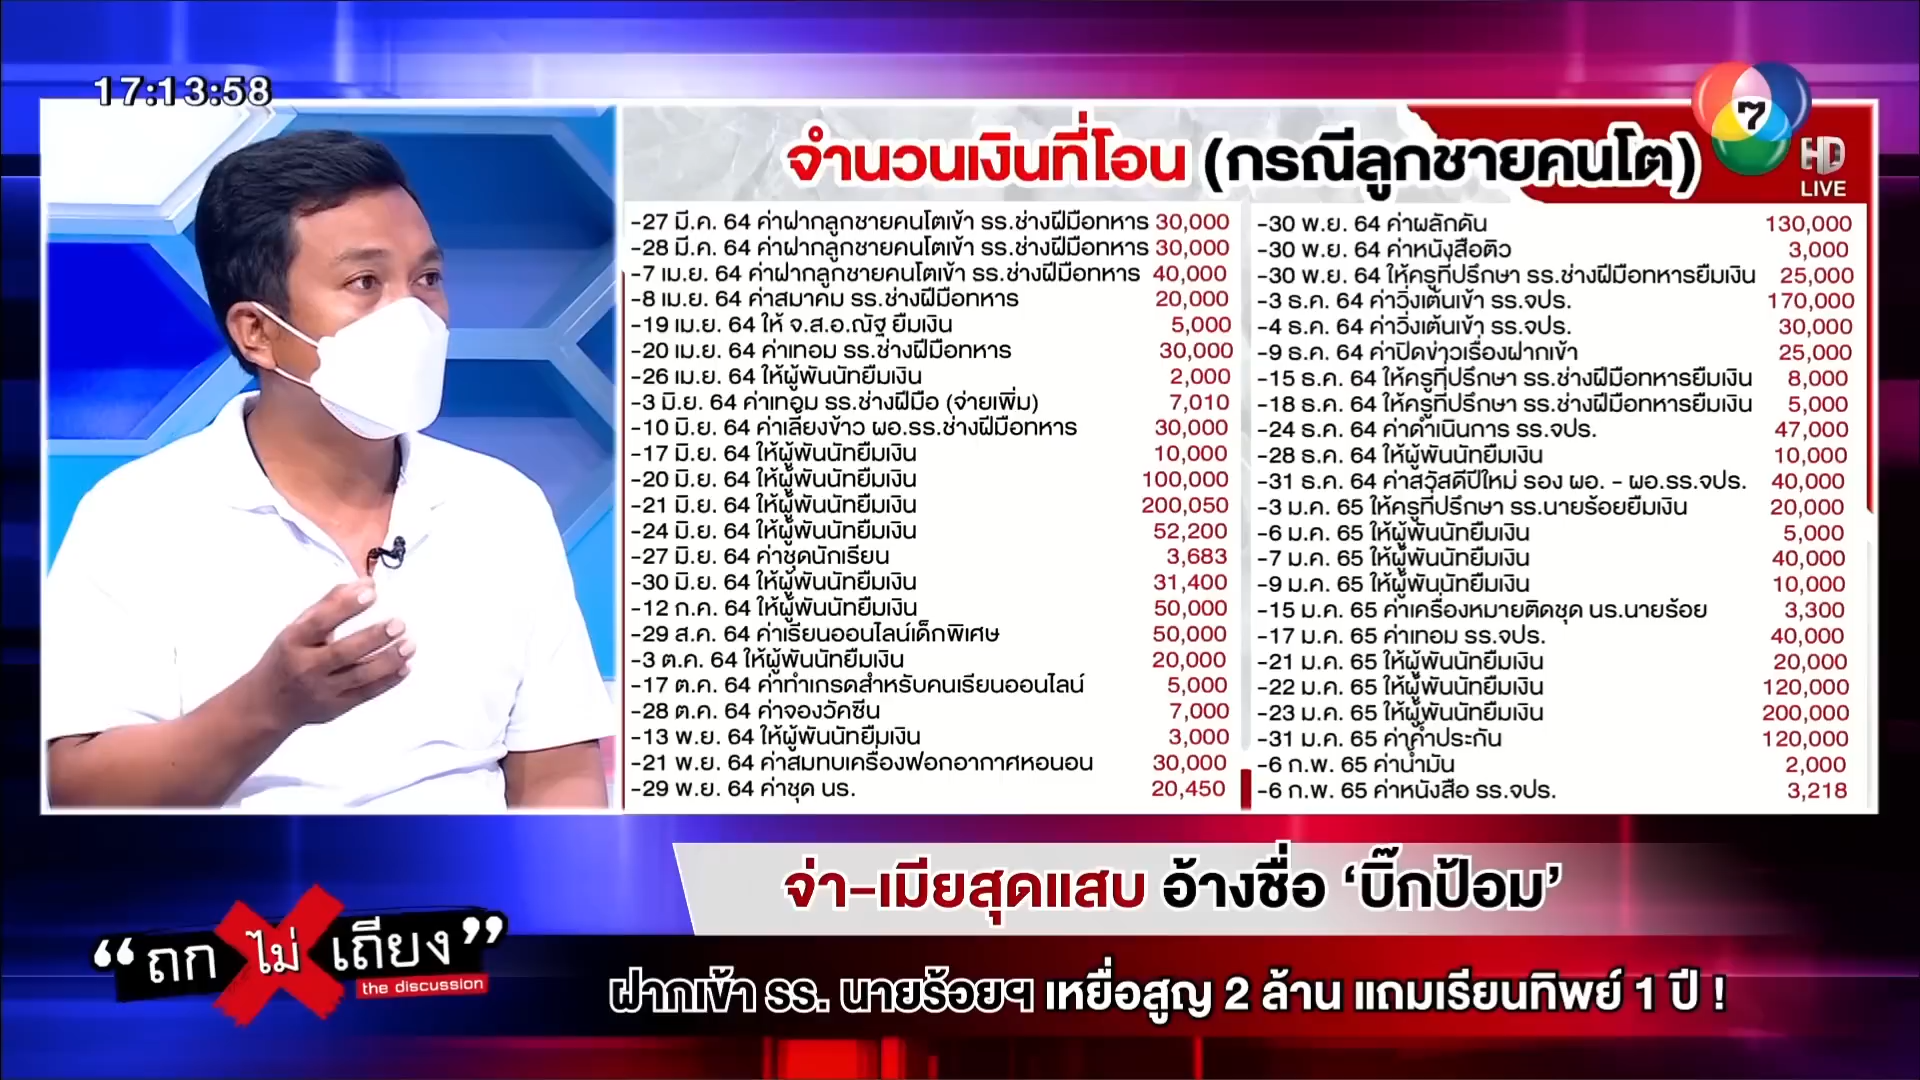 17:13:58
7
HD
LIVE
จำนวนเงินที่โอน (กรณีลูกชายคนโต)
-27 มี.ค. 64 ค่าฝากลูกชายคนโตเข้า รร.ช่างฝีมือทหาร 30,000
-28 มี.ค. 64 ค่าฝากลูกชายคนโตเข้า รร.ช่างฝีมือทหาร 30,000
-7 เม.ย. 64 ค่าฝากลูกชายคนโตเข้า รร.ช่างฝีมือทหาร 40,000
-8 เม.ย. 64 ค่าสมาคม รร.ช่างฝีมือทหาร 20,000
-19 เม.ย. 64 ให้ จ.ส.อ.ณัฐ ยืมเงิน 5,000
-20 เม.ย. 64 ค่าเทอม รร.ช่างฝีมือทหาร 30,000
-26 เม.ย. 64 ให้ผู้พันนัทยืมเงิน 2,000
-3 มิ.ย. 64 ค่าเทอม รร.ช่างฝีมือ (จ่ายเพิ่ม) 7,010
-10 มิ.ย. 64 ค่าเลี้ยงข้าว ผอ.รร.ช่างฝีมือทหาร 30,000
-17 มิ.ย. 64 ให้ผู้พันนัทยืมเงิน 10,000
-20 มิ.ย. 64 ให้ผู้พันนัทยืมเงิน 100,000
-21 มิ.ย. 64 ให้ผู้พันนัทยืมเงิน 200,050
-24 มิ.ย. 64 ให้ผู้พันนัทยืมเงิน 52,200
-27 มิ.ย. 64 ค่าชุดนักเรียน 3,683
-30 มิ.ย. 64 ให้ผู้พันนัทยืมเงิน 31,400
-12 ก.ค. 64 ให้ผู้พันนัทยืมเงิน 50,000
-29 ส.ค. 64 ค่าเรียนออนไลน์เด็กพิเศษ 50,000
-3 ต.ค. 64 ให้ผู้พันนัทยืมเงิน 20,000
-17 ต.ค. 64 ค่าทำเกรดสำหรับคนเรียนออนไลน์ 5,000
-28 ต.ค. 64 ค่าจองวัคซีน 7,000
-13 พ.ย. 64 ให้ผู้พันนัทยืมเงิน 3,000
-21 พ.ย. 64 ค่าสมทบเครื่องฟอกอากาศหอนอน 30,000
-29 พ.ย. 64 ค่าชุด นร. 20,450
-30 พ.ย. 64 ค่าผลักดัน 130,000
-30 พ.ย. 64 ค่าหนังสือติว 3,000
-30 พ.ย. 64 ให้ครูที่ปรึกษา รร.ช่างฝีมือทหารยืมเงิน 25,000
-3 ธ.ค. 64 ค่าวิ่งเต้นเข้า รร.จปร. 170,000
-4 ธ.ค. 64 ค่าวิ่งเต้นเข้า รร.จปร. 30,000
-9 ธ.ค. 64 ค่าปิดข่าวเรื่องฝากเข้า 25,000
-15 ธ.ค. 64 ให้ครูที่ปรึกษา รร.ช่างฝีมือทหารยืมเงิน 8,000
-18 ธ.ค. 64 ให้ครูที่ปรึกษา รร.ช่างฝีมือทหารยืมเงิน 5,000
-24 ธ.ค. 64 ค่าดำเนินการ รร.จปร. 47,000
-28 ธ.ค. 64 ให้ผู้พันนัทยืมเงิน 10,000
-31 ธ.ค. 64 ค่าสวัสดีปีใหม่ รอง ผอ. - ผอ.รร.จปร. 40,000
-3 ม.ค. 65 ให้ครูที่ปรึกษา รร.นายร้อยยืมเงิน 20,000
-6 ม.ค. 65 ให้ผู้พันนัทยืมเงิน 5,000
-7 ม.ค. 65 ให้ผู้พันนัทยืมเงิน 40,000
-9 ม.ค. 65 ให้ผู้พันนัทยืมเงิน 10,000
-15 ม.ค. 65 ค่าเครื่องหมายติดชุด นร.นายร้อย 3,300
-17 ม.ค. 65 ค่าเทอม รร.จปร. 40,000
-21 ม.ค. 65 ให้ผู้พันนัทยืมเงิน 20,000
-22 ม.ค. 65 ให้ผู้พันนัทยืมเงิน 120,000
-23 ม.ค. 65 ให้ผู้พันนัทยืมเงิน 200,000
-31 ม.ค. 65 ค่าค้ำประกัน 120,000
-6 ก.พ. 65 ค่าน้ำมัน 2,000
-6 ก.พ. 65 ค่าหนังสือ รร.จปร. 3,218
จ่า-เมียสุดแสบ อ้างชื่อ ‘บิ๊กป้อม’
“ถกไม่เถียง”
the discussion
ฝากเข้า รร. นายร้อยฯ เหยื่อสูญ 2 ล้าน แถมเรียนทิพย์ 1 ปี !